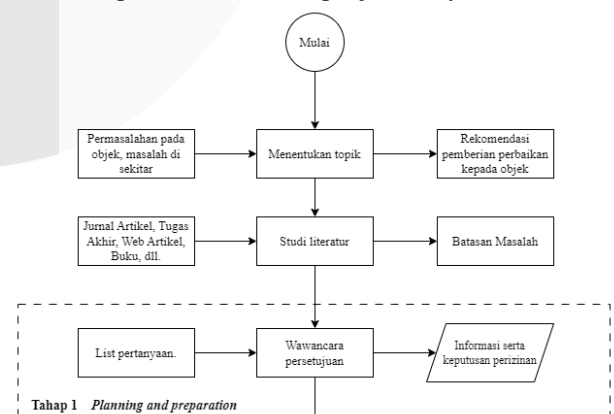 Mulai
Permasalahan pada
objek, masalah di
sekitar
Menentukan topik
Rekomendasi
pemberian perbaikan
kepada objek
Jurnal Artikel, Tugas
Akhir, Web Artikel,
Buku, dll.
Studi literatur
Batasan Masalah
List pertanyaan.
Wawancara
persetujuan
Informasi serta
keputusan perizinan
Tahap 1 Planning and preparation